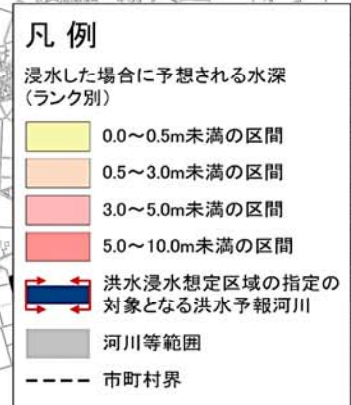 凡 例
浸水した場合に予想される水深
(ランク別)
0.0～0.5m未満の区間
0.5～3.0m未満の区間
3.0～5.0m未満の区間
5.0～10.0m未満の区間
洪水浸水想定区域の指定の
対象となる洪水予報河川
河川等範囲
市町村界